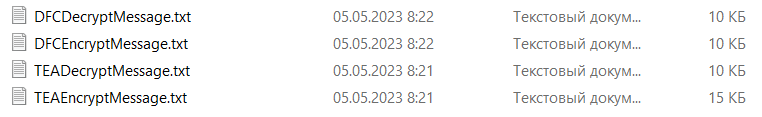 DFCDecryptMessage.txt 05.05.2023 8:22 Текстовый докум... 10 КБ
DFCEncryptMessage.txt 05.05.2023 8:22 Текстовый докум... 10 КБ
TEADecryptMessage.txt 05.05.2023 8:21 Текстовый докум... 10 КБ
TEAEncryptMessage.txt 05.05.2023 8:21 Текстовый докум... 15 КБ